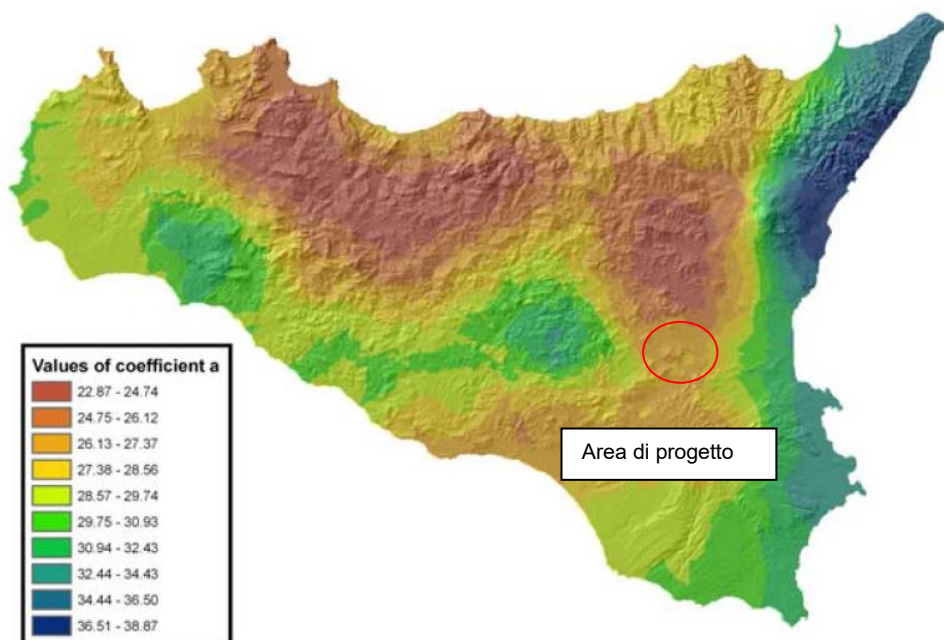 Values of coefficient a
22.87 - 24.74
24.75 - 26.12
26.13 - 27.37
27.38 - 28.56
28.57 - 29.74
29.75 - 30.93
30.94 - 32.43
32.44 - 34.43
34.44 - 36.50
36.51 - 38.87
Area di progetto